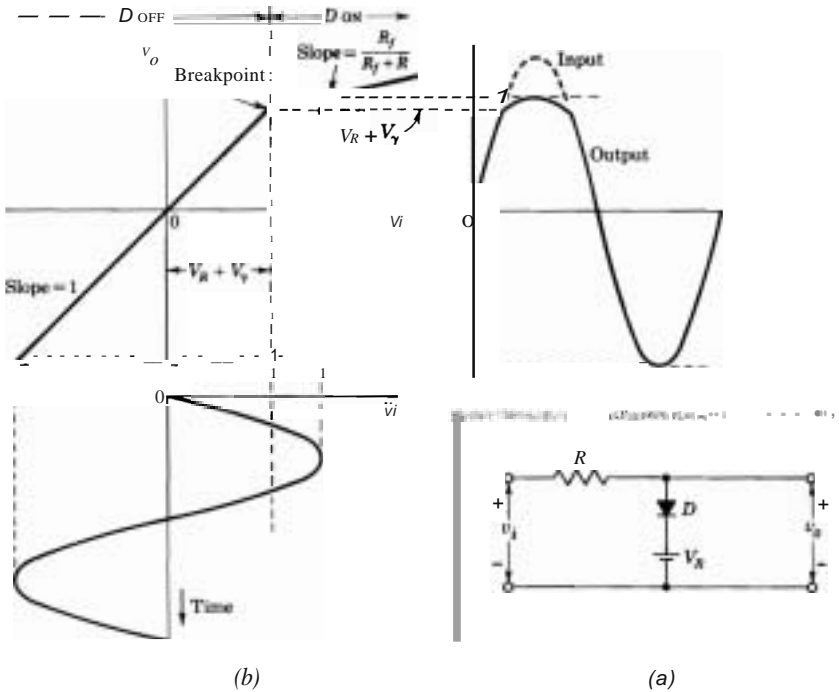 D OFF
D
Slope = R_f / R_f + R
V_O
Breakpoint :
V_R + V_γ
Input
Output
Vi
O
0
V_R + V_γ
Slope = 1
1
1
1
0
Vi
Time
R
+
+
v_i
D
v_o
V_R
−
−
(b)
(a)